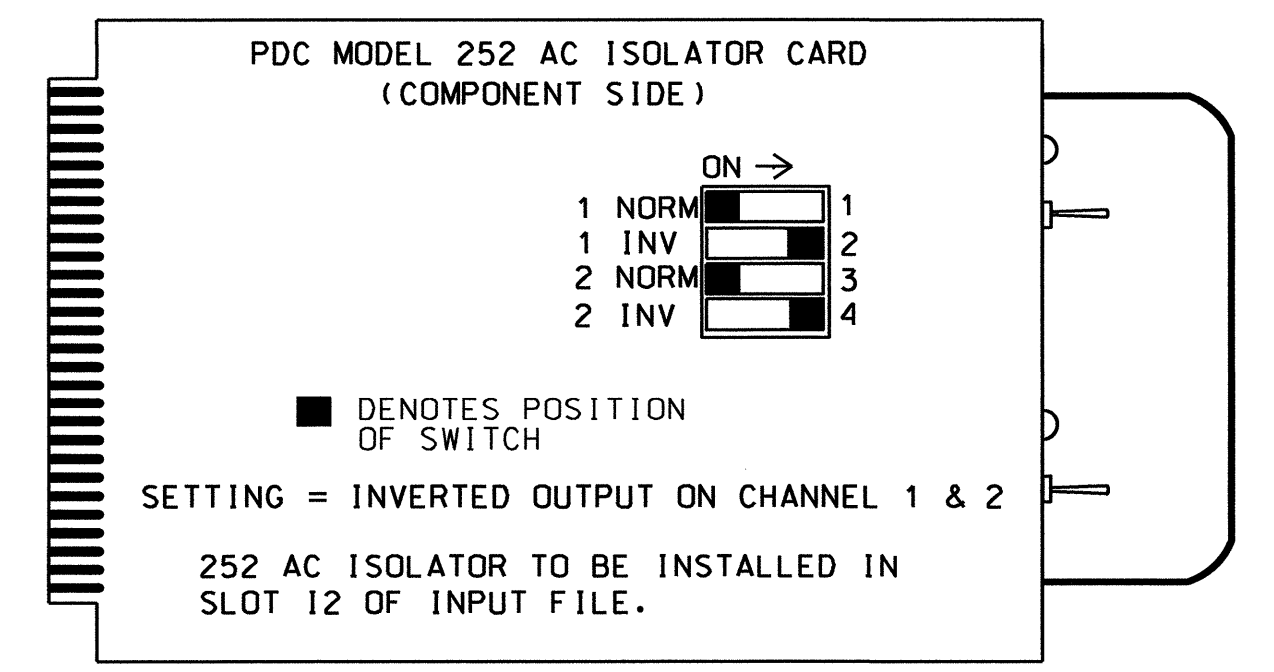 PDC MODEL 252 AC ISOLATOR CARD
(COMPONENT SIDE)
ON →
1 NORM 1
1 INV 2
2 NORM 3
2 INV 4
DENOTES POSITION
OF SWITCH
SETTING = INVERTED OUTPUT ON CHANNEL 1 & 2
252 AC ISOLATOR TO BE INSTALLED IN
SLOT I2 OF INPUT FILE.